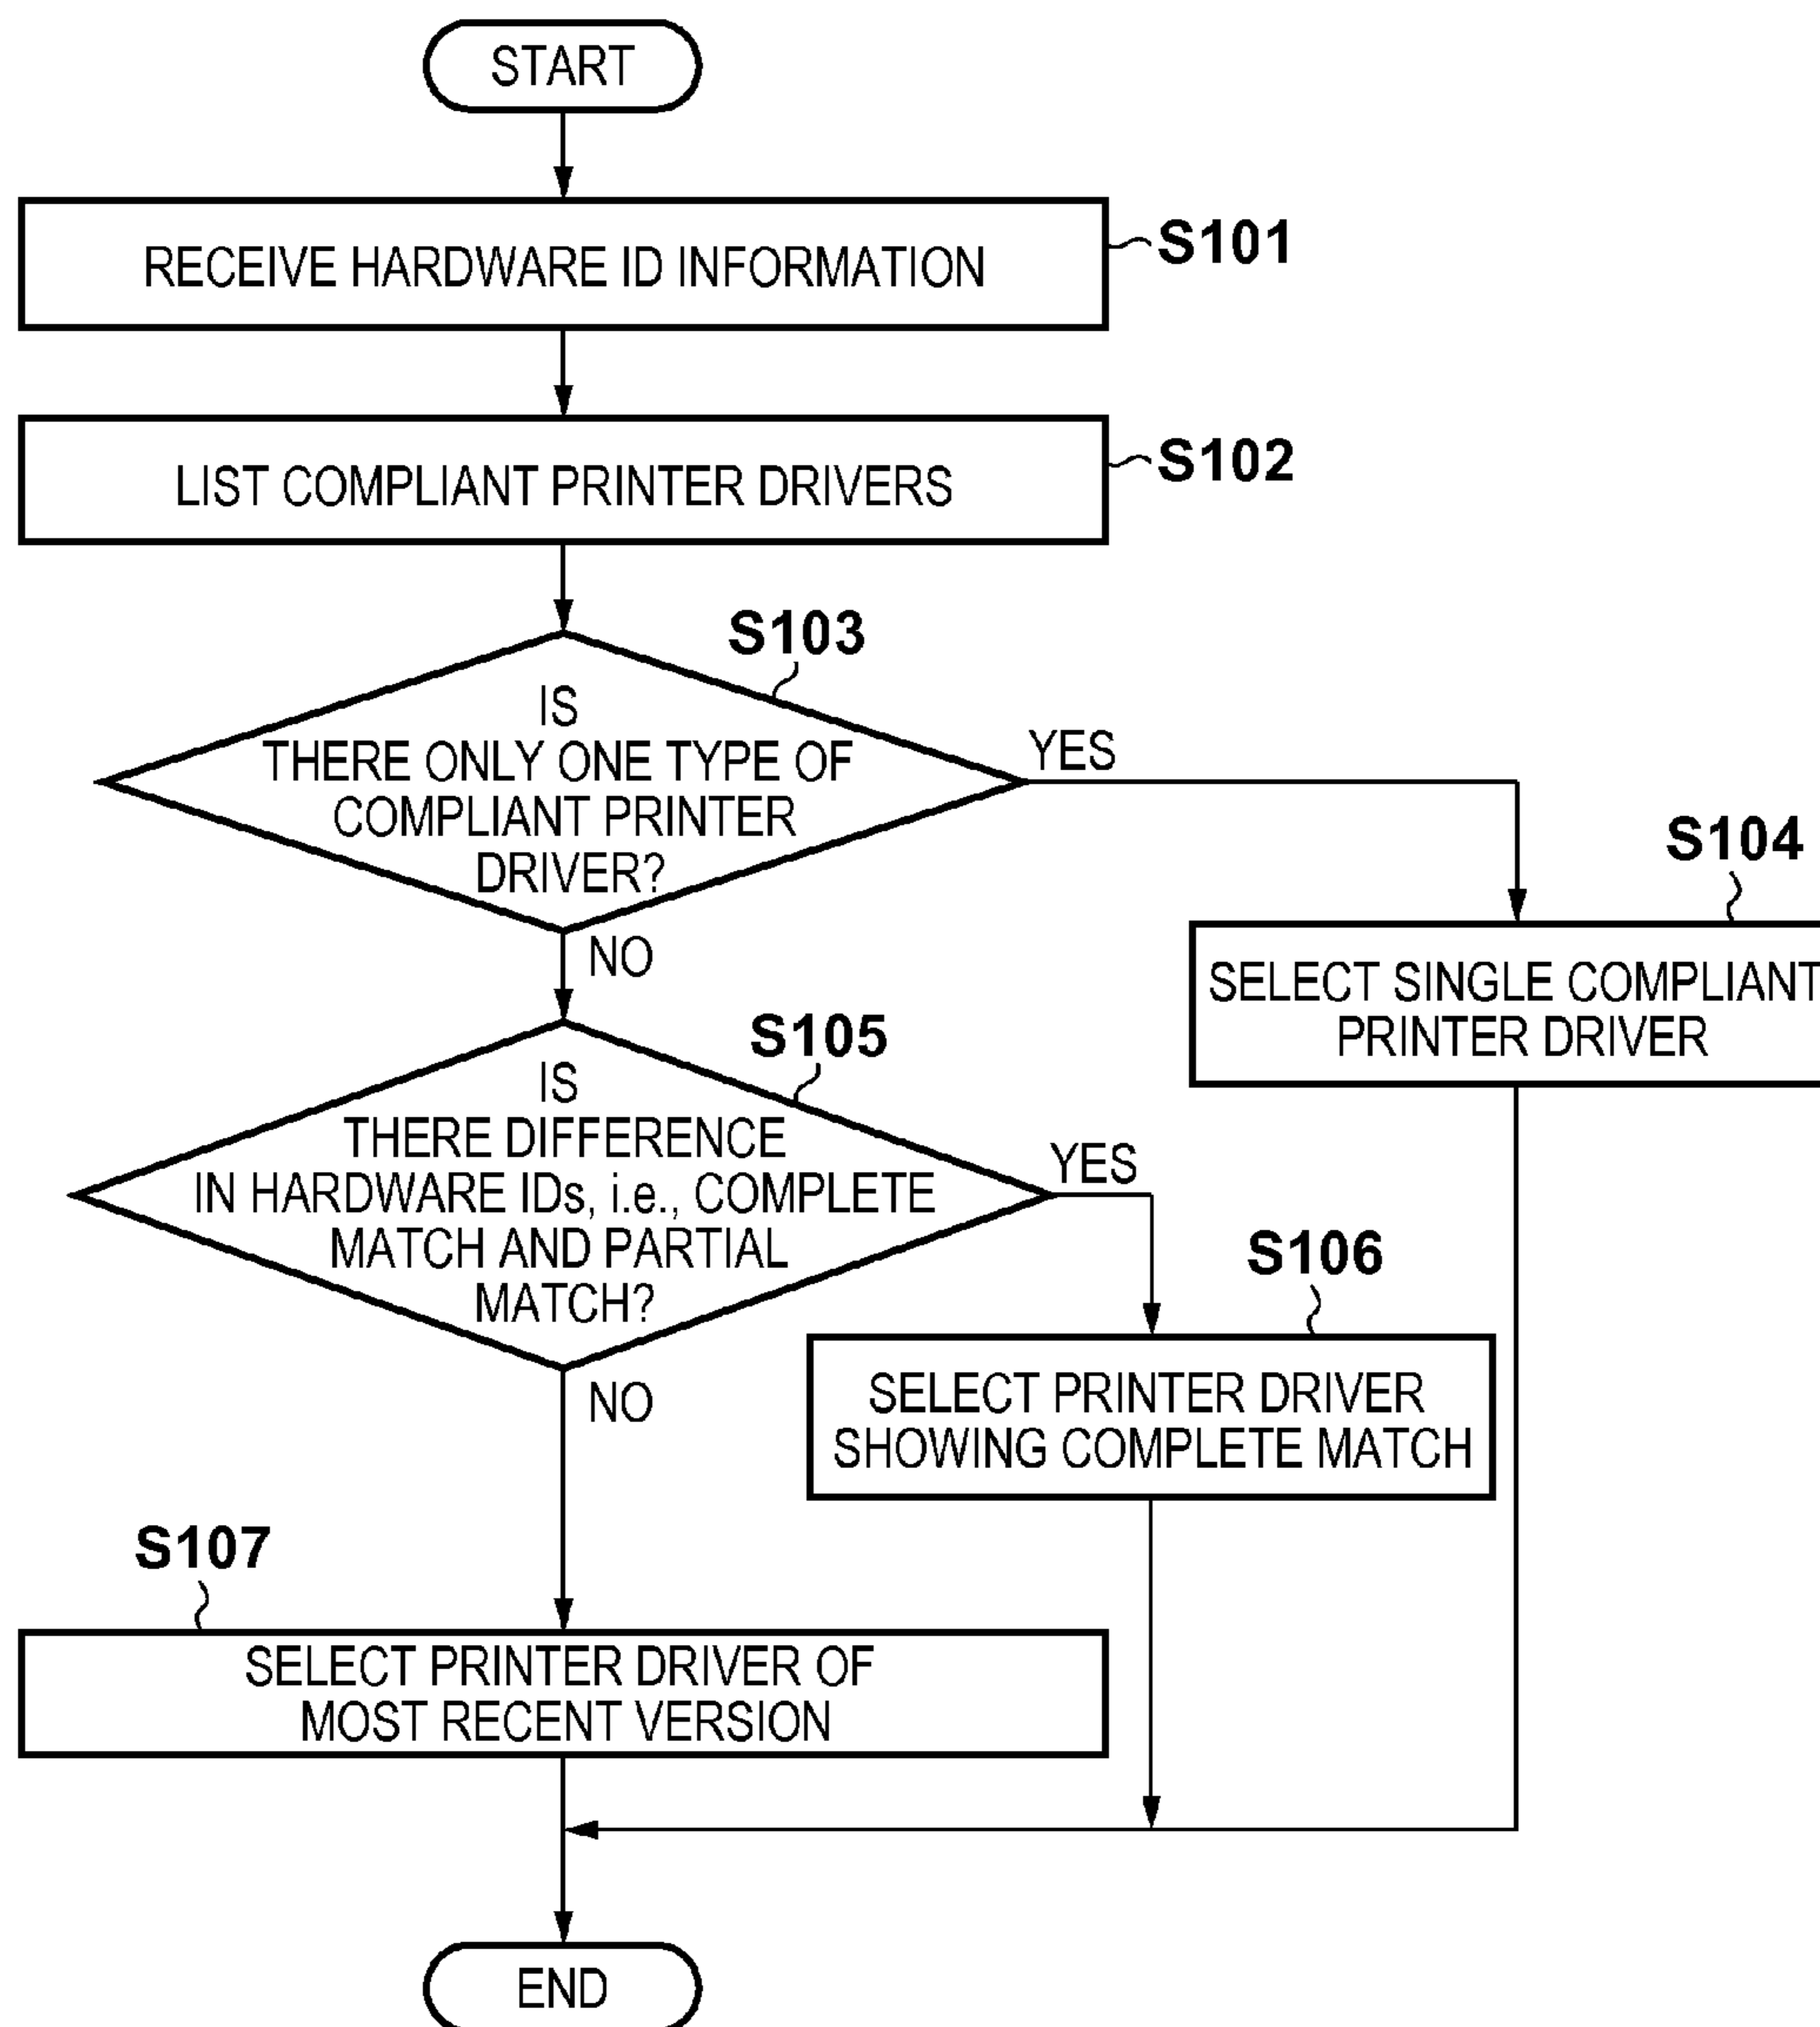 START
RECEIVE HARDWARE ID INFORMATION
S101
LIST COMPLIANT PRINTER DRIVERS
S102
S103
IS
THERE ONLY ONE TYPE OF
COMPLIANT PRINTER
DRIVER?
YES
NO
S104
SELECT SINGLE COMPLIANT
PRINTER DRIVER
S105
IS
THERE DIFFERENCE
IN HARDWARE IDs, i.e., COMPLETE
MATCH AND PARTIAL
MATCH?
YES
NO
S106
SELECT PRINTER DRIVER
SHOWING COMPLETE MATCH
S107
SELECT PRINTER DRIVER OF
MOST RECENT VERSION
END